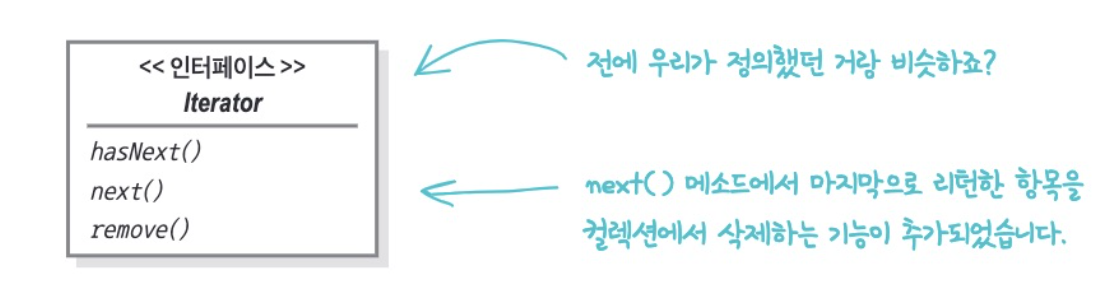 << 인터페이스 >>
Iterator
hasNext()
next()
remove()
전에 우리가 정의했던 거랑 비슷하죠?
next() 메소드에서 마지막으로 리턴한 항목을
컬렉션에서 삭제하는 기능이 추가되었습니다.